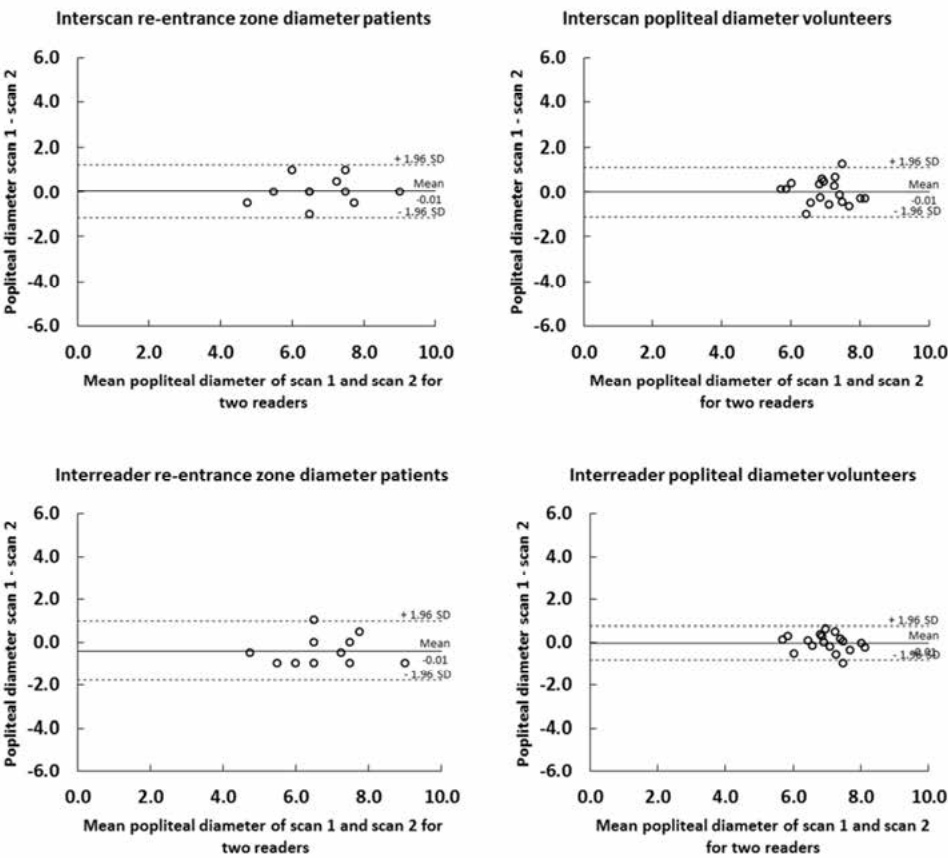 Interscan re-entrance zone diameter patients
Popliteal diameter scan 1 - scan 2
6.0
4.0
2.0
0.0
-2.0
-4.0
-6.0
+ 1.96 SD
Mean
-0.01
- 1.96 SD
0.0 2.0 4.0 6.0 8.0 10.0
Mean popliteal diameter of scan 1 and scan 2 for
two readers
Interscan popliteal diameter volunteers
Popliteal diameter scan 1 - scan 2
6.0
4.0
2.0
0.0
-2.0
-4.0
-6.0
+ 1.96 SD
Mean
-0.01
- 1.96 SD
0.0 2.0 4.0 6.0 8.0 10.0
Mean popliteal diameter of scan 1 and scan 2
for two readers
Interreader re-entrance zone diameter patients
Popliteal diameter scan 1 - scan 2
6.0
4.0
2.0
0.0
-2.0
-4.0
-6.0
+ 1.96 SD
Mean
-0.01
- 1.96 SD
0.0 2.0 4.0 6.0 8.0 10.0
Mean popliteal diameter of scan 1 and scan 2 for
two readers
Interreader popliteal diameter volunteers
Popliteal diameter scan 1 - scan 2
6.0
4.0
2.0
0.0
-2.0
-4.0
-6.0
+ 1.96 SD
Mean
- 1.96 SD
0.0 2.0 4.0 6.0 8.0 10.0
Mean popliteal diameter of scan 1 and scan 2
for two readers